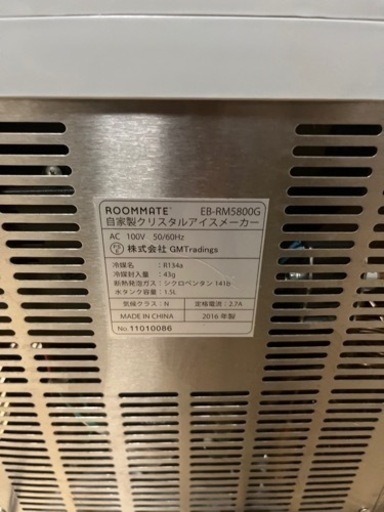 ROOMMATE EB-RM5800G
自家製クリスタルアイスメーカー
AC 100V 50/60Hz
株式会社 GMTradings
冷媒名 : R134a
冷媒封入量 : 43g
断熱発泡ガス : シクロペンタン 141b
水タンク容量 : 1.5L
気候クラス : N 定格電流 : 2.7A
MADE IN CHINA 2016 年製
No. 11010086